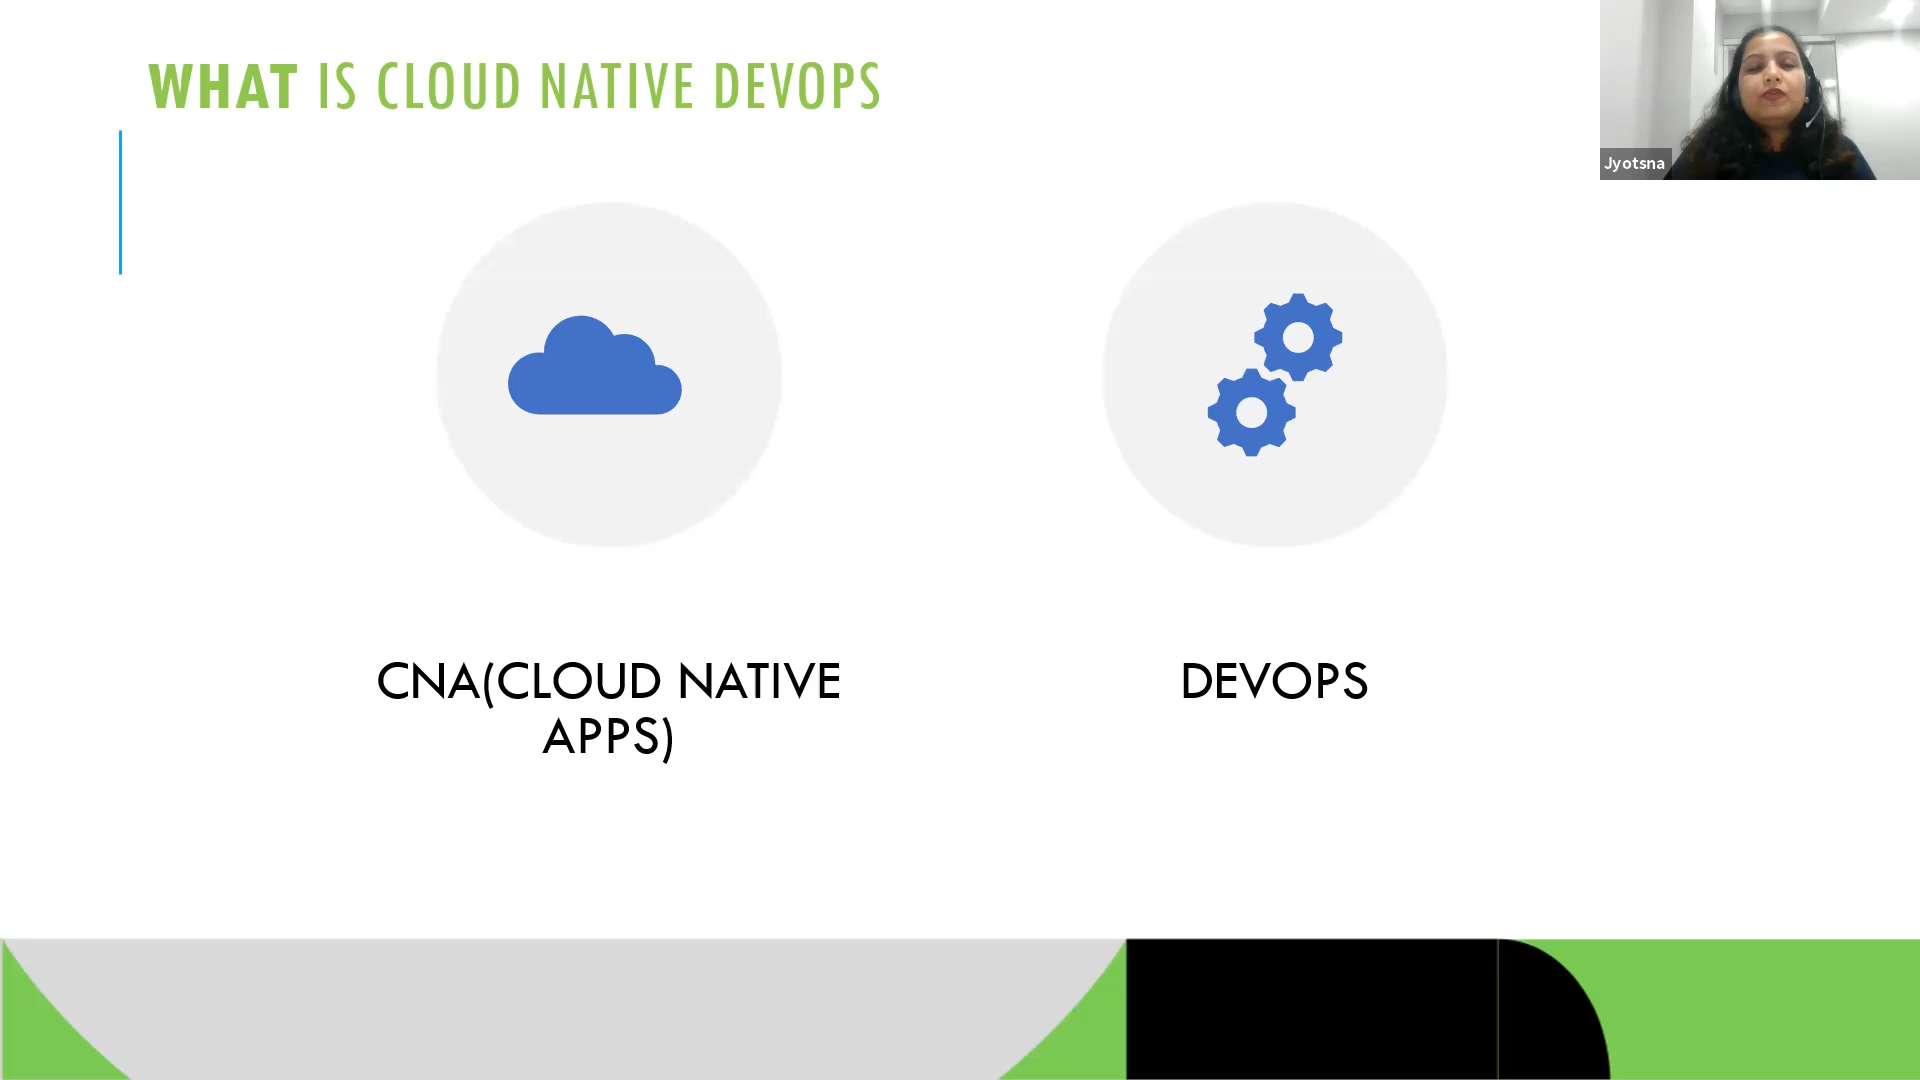 WHAT IS CLOUD NATIVE DEVOPS
Jyotsna
CNA(CLOUD NATIVE
APPS)
DEVOPS